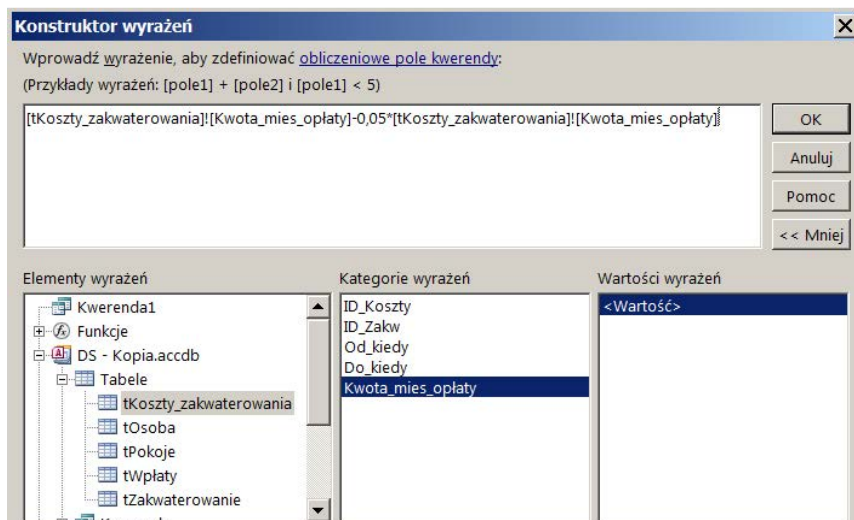 Konstruktor wyrażeń
Wprowadź wyrażenie, aby zdefiniować obliczeniowe pole kwerendy:
(Przykłady wyrażeń: [pole1] + [pole2] i [pole1] < 5)
[tKoszty_zakwaterowania]![Kwota_mies_opłaty]-0,05*[tKoszty_zakwaterowania]![Kwota_mies_opłaty]
OK
Anuluj
Pomoc
<< Mniej
Elementy wyrażeń
Kwerenda1
Funkcje
DS - Kopia.accdb
Tabele
tKoszty_zakwaterowania
tOsoba
tPokoje
tWpłaty
tZakwaterowanie
Kategorie wyrażeń
ID_Koszty
ID_Zakw
Od_kiedy
Do_kiedy
Kwota_mies_opłaty
Wartości wyrażeń
<Wartość>